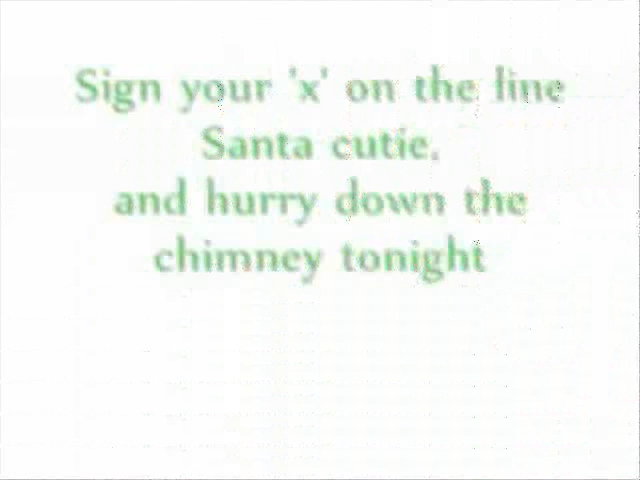 Sign your 'x' on the line
Santa cutie,
and hurry down the
chimney tonight